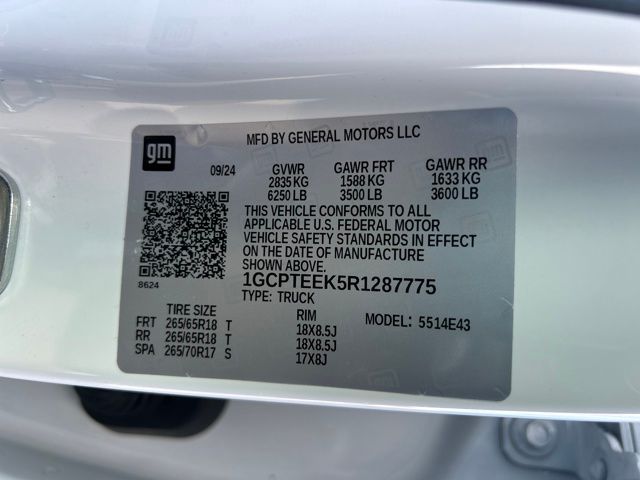 MFD BY GENERAL MOTORS LLC
gm
09/24
GVWR GAWR FRT GAWR RR
2835 KG 1588 KG 1633 KG
6250 LB 3500 LB 3600 LB
THIS VEHICLE CONFORMS TO ALL
APPLICABLE U.S. FEDERAL MOTOR
VEHICLE SAFETY STANDARDS IN EFFECT
ON THE DATE OF MANUFACTURE
SHOWN ABOVE.
8624
1GCPTEEK5R1287775
TYPE: TRUCK
TIRE SIZE RIM MODEL: 5514E43
FRT 265/65R18 T 18X8.5J
RR 265/65R18 T 18X8.5J
SPA 265/70R17 S 17X8J